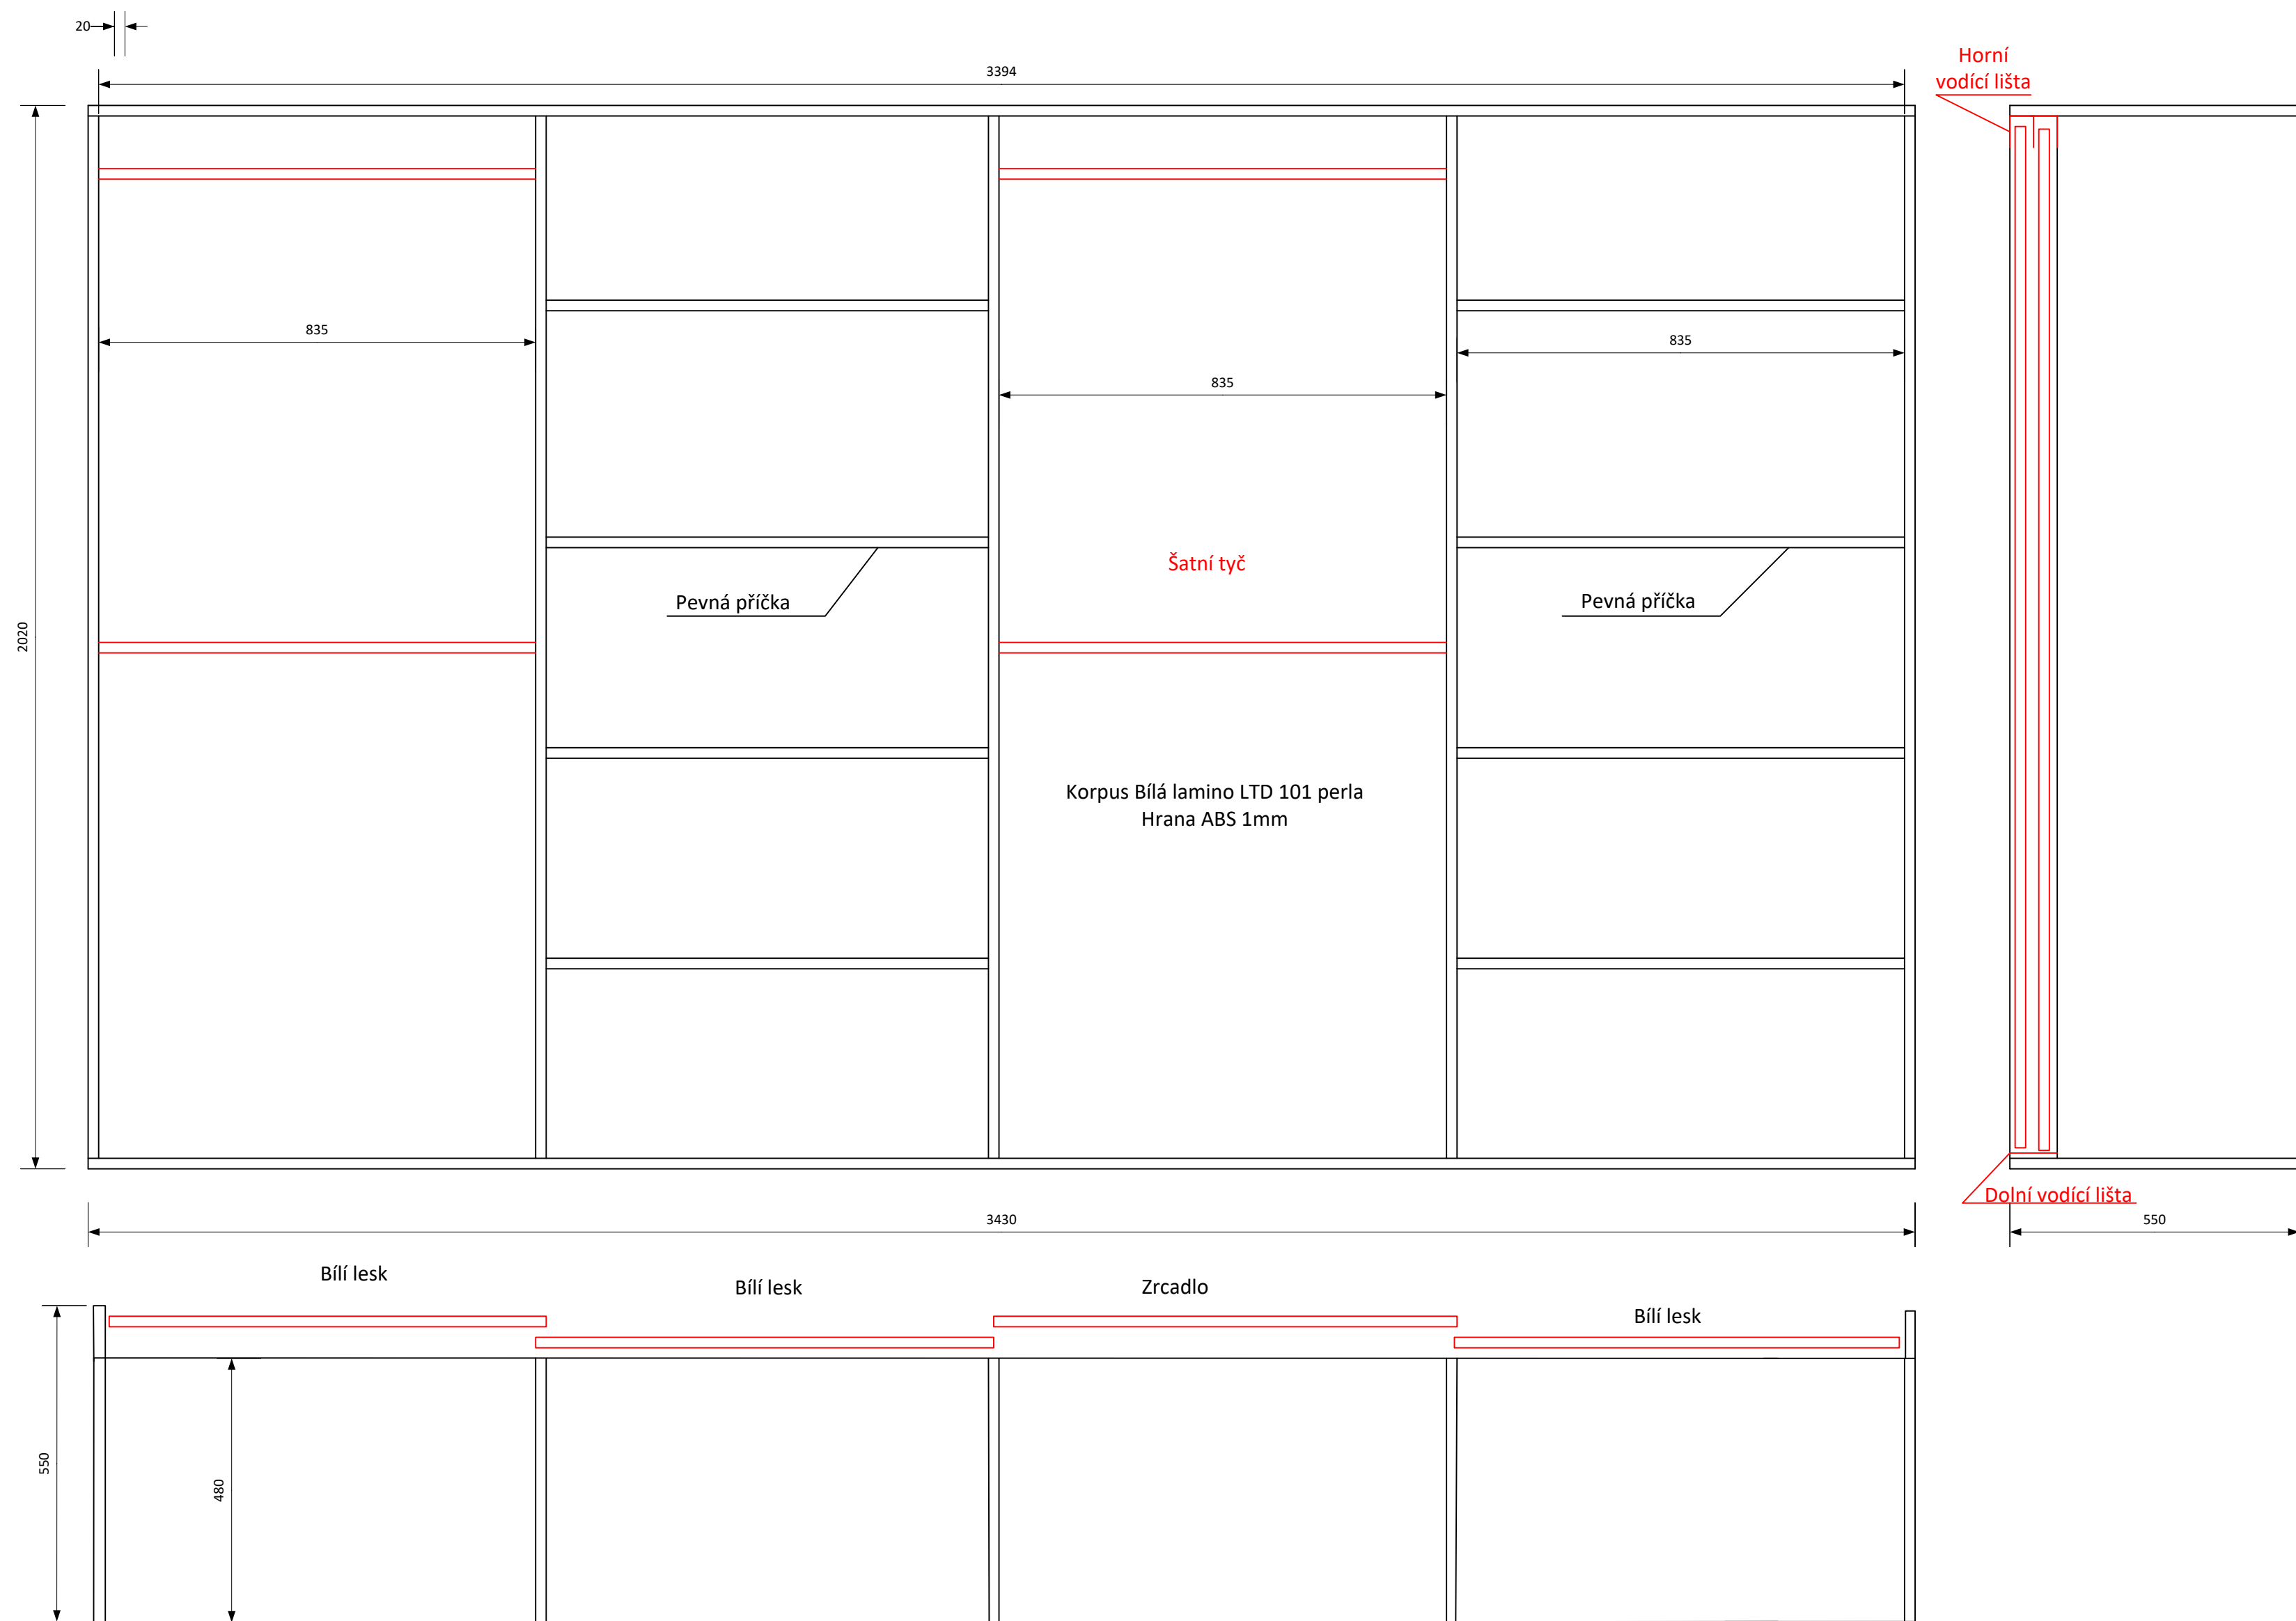 20
3394
Horní
vodící lišta
835
835
835
Šatní tyč
Pevná příčka
Pevná příčka
2020
Korpus Bílá lamino LTD 101 perla
Hrana ABS 1mm
Dolní vodící lišta
3430
550
Bílí lesk
Bílí lesk
Zrcadlo
Bílí lesk
550
480